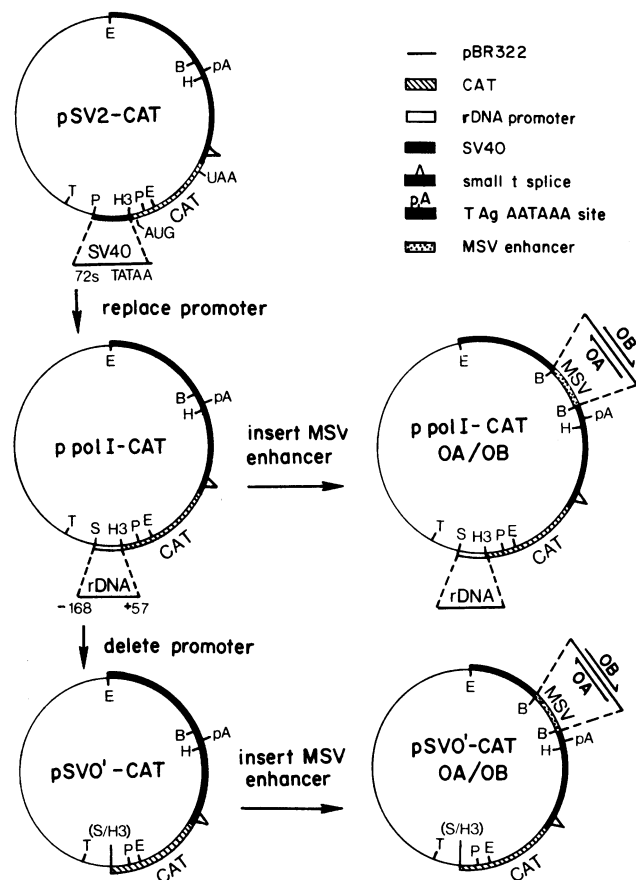 E
B
pA
H
pSV2-CAT
UAA
T
P
H3
P
E
CAT
AUG
SV40
72s TATAA
pBR322
CAT
rDNA promoter
SV40
small t splice
pA
T Ag AATAAA site
MSV enhancer
replace promoter
E
B
pA
H
p polI-CAT
T
S
H3
P
E
CAT
rDNA
-168 +57
insert MSV
enhancer
E
OB
OA
MSV
B
B
pA
H
p polI-CAT
OA/OB
T
S
H3
P
E
CAT
rDNA
delete promoter
E
B
pA
H
pSVO'-CAT
(S/H3)
T
P
E
CAT
insert MSV
enhancer
E
OB
OA
MSV
B
B
pA
H
pSVO'-CAT
OA/OB
(S/H3)
T
P
E
CAT